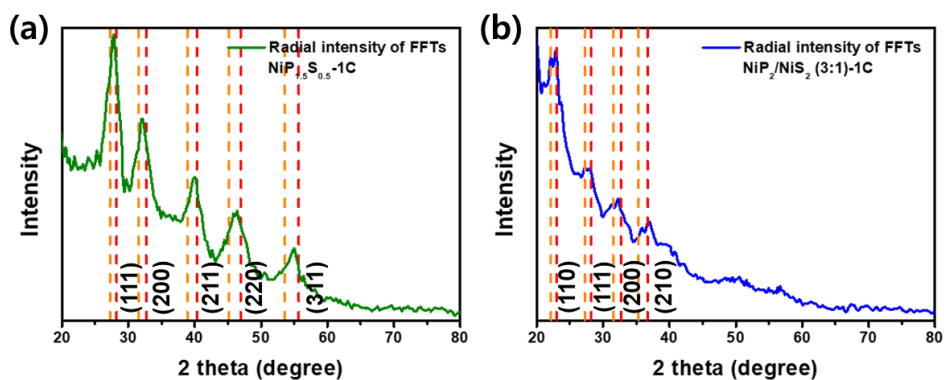 (a)
Radial intensity of FFTs
NiP1.5S0.5-1C
Intensity
(111)
(200)
(211)
(220)
(311)
20 30 40 50 60 70 80
2 theta (degree)
(b)
Radial intensity of FFTs
NiP2/NiS2 (3:1)-1C
Intensity
(110)
(111)
(200)
(210)
20 30 40 50 60 70 80
2 theta (degree)